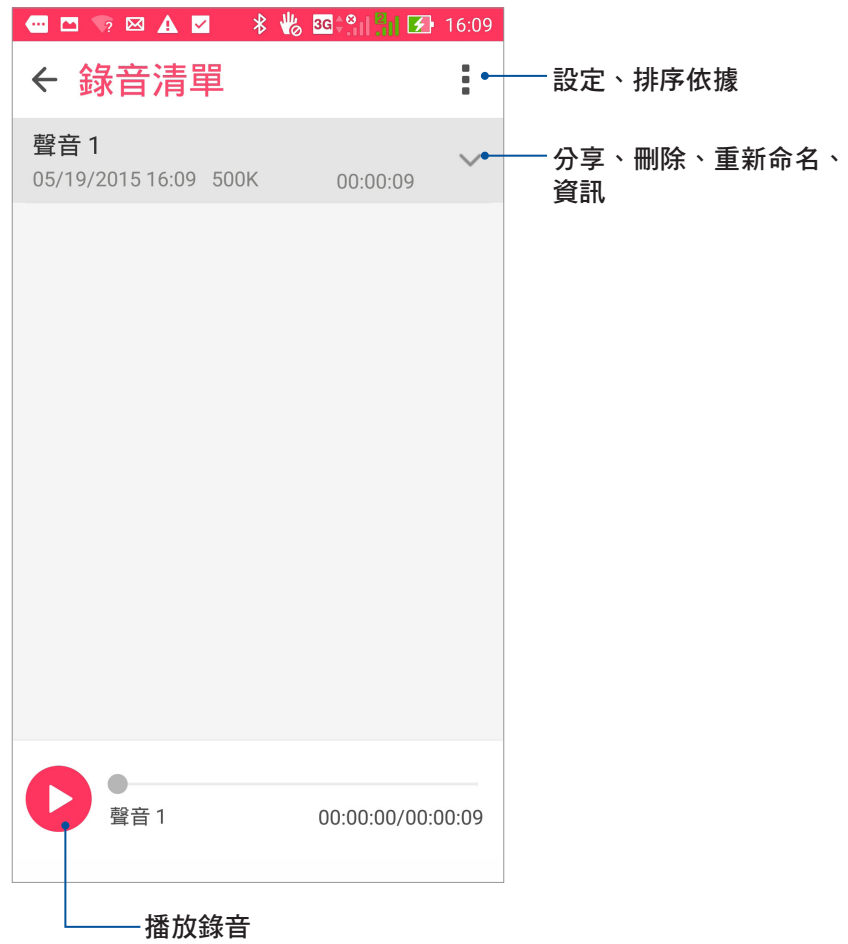 3G 2 16:09
錄音清單
設定、排序依據
聲音 1
05/19/2015 16:09 500K 00:00:09
分享、刪除、重新命名、
資訊
聲音 1 00:00:00/00:00:09
播放錄音